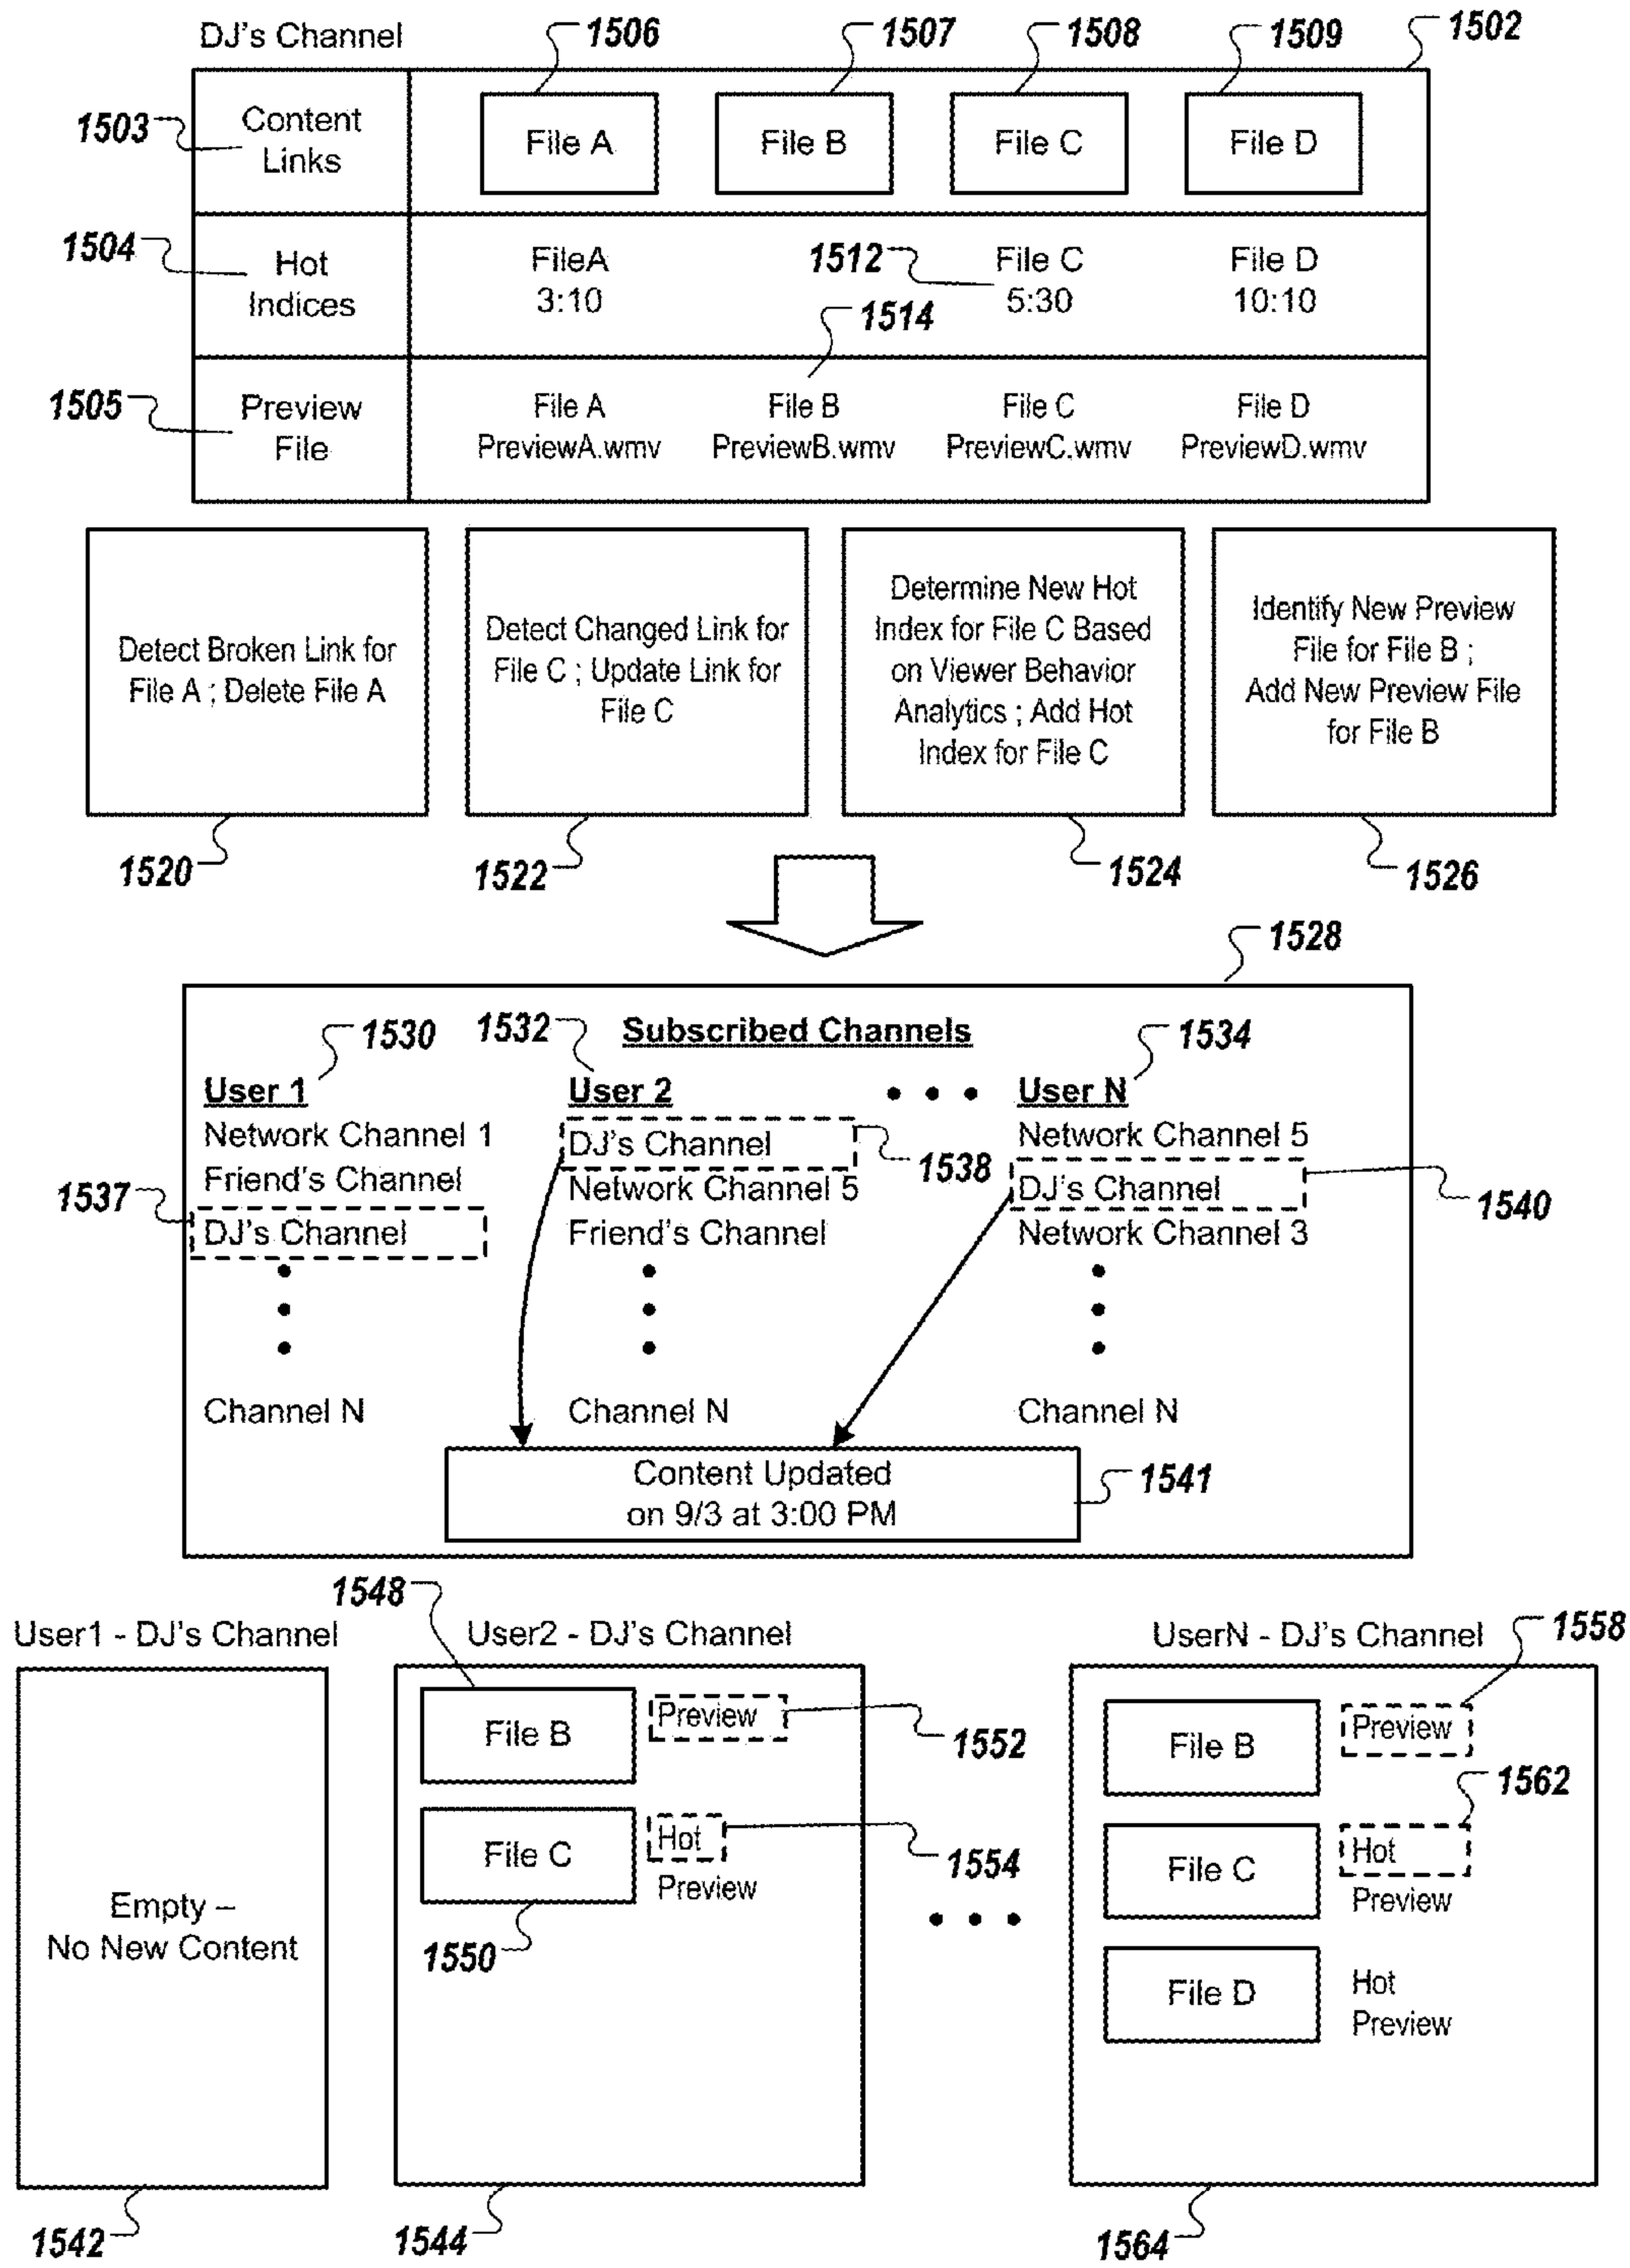 DJ's Channel
1506
1507
1508
1509
1502
1503
Content
Links
File A
File B
File C
File D
1504
Hot
Indices
FileA
3:10
1512
File C
5:30
File D
10:10
1514
1505
Preview
File
File A
PreviewA.wmv
File B
PreviewB.wmv
File C
PreviewC.wmv
File D
PreviewD.wmv
Detect Broken Link for
File A ; Delete File A
Detect Changed Link for
File C ; Update Link for
File C
Determine New Hot
Index for File C Based
on Viewer Behavior
Analytics ; Add Hot
Index for File C
Identify New Preview
File for File B ;
Add New Preview File
for File B
1520
1522
1524
1526
1528
Subscribed Channels
1530
1532
1534
User 1
Network Channel 1
Friend's Channel
1537
DJ's Channel
Channel N
User 2
DJ's Channel
1538
Network Channel 5
Friend's Channel
Channel N
User N
Network Channel 5
DJ's Channel
1540
Network Channel 3
Channel N
Content Updated
on 9/3 at 3:00 PM
1541
User1 - DJ's Channel
Empty –
No New Content
1542
1548
User2 - DJ's Channel
File B
Preview
1552
File C
Hot
Preview
1554
1550
1544
UserN - DJ's Channel
1558
File B
Preview
1562
File C
Hot
Preview
File D
Hot
Preview
1564